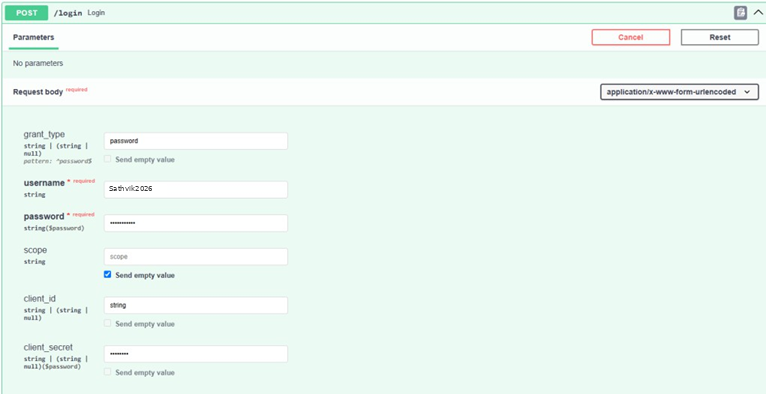 POST /login Login
Parameters Cancel Reset
No parameters
Request body required application/x-www-form-urlencoded
grant_type
string | (string |
null)
pattern: ^password$
password
Send empty value
username * required
string
Sathvik2026
password * required
string($password)
•••••••••••
scope
string
scope
Send empty value
client_id
string | (string |
null)
string
Send empty value
client_secret
string | (string |
null)($password)
••••••••
Send empty value